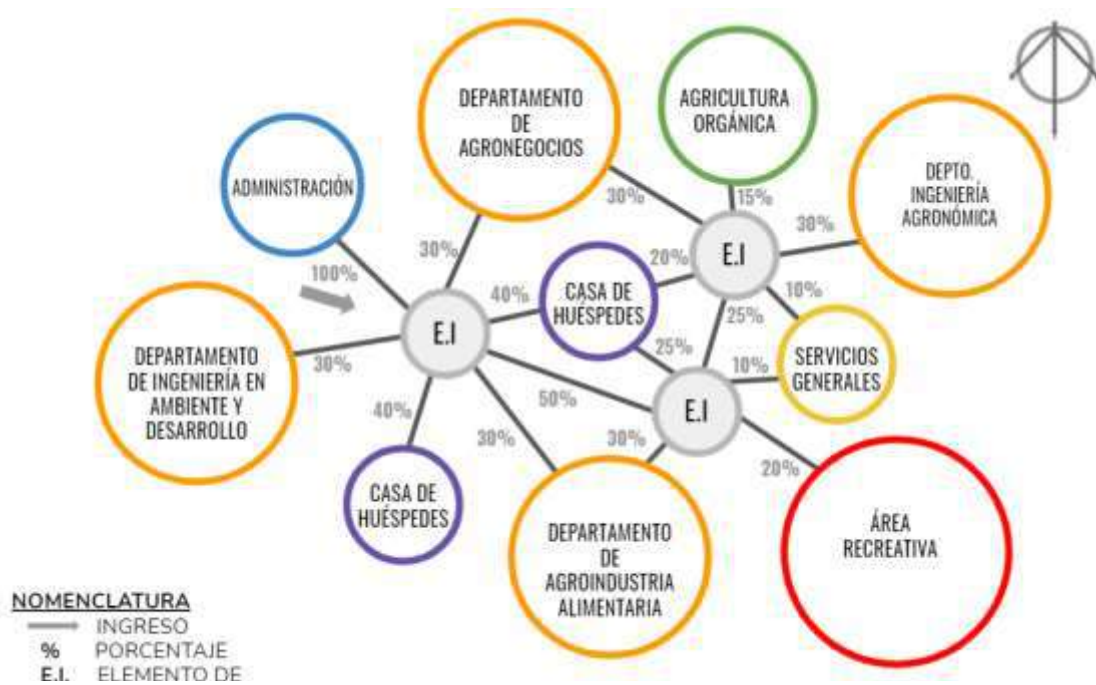 DEPARTAMENTO
DE
AGRONEGOCIOS
AGRICULTURA
ORGÁNICA
DEPTO.
INGENIERÍA
AGRONÓMICA
ADMINISTRACIÓN
30%
15%
30%
30%
20%
E.I
100%
40%
CASA DE
HUÉSPEDES
10%
25%
E.I
DEPARTAMENTO
DE INGENIERÍA EN
AMBIENTE Y
DESARROLLO
30%
25%
10%
SERVICIOS
GENERALES
50%
E.I
40%
30%
30%
20%
CASA DE
HUÉSPEDES
DEPARTAMENTO
DE
AGROINDUSTRIA
ALIMENTARIA
ÁREA
RECREATIVA
NOMENCLATURA
INGRESO
% PORCENTAJE
E.I. ELEMENTO DE